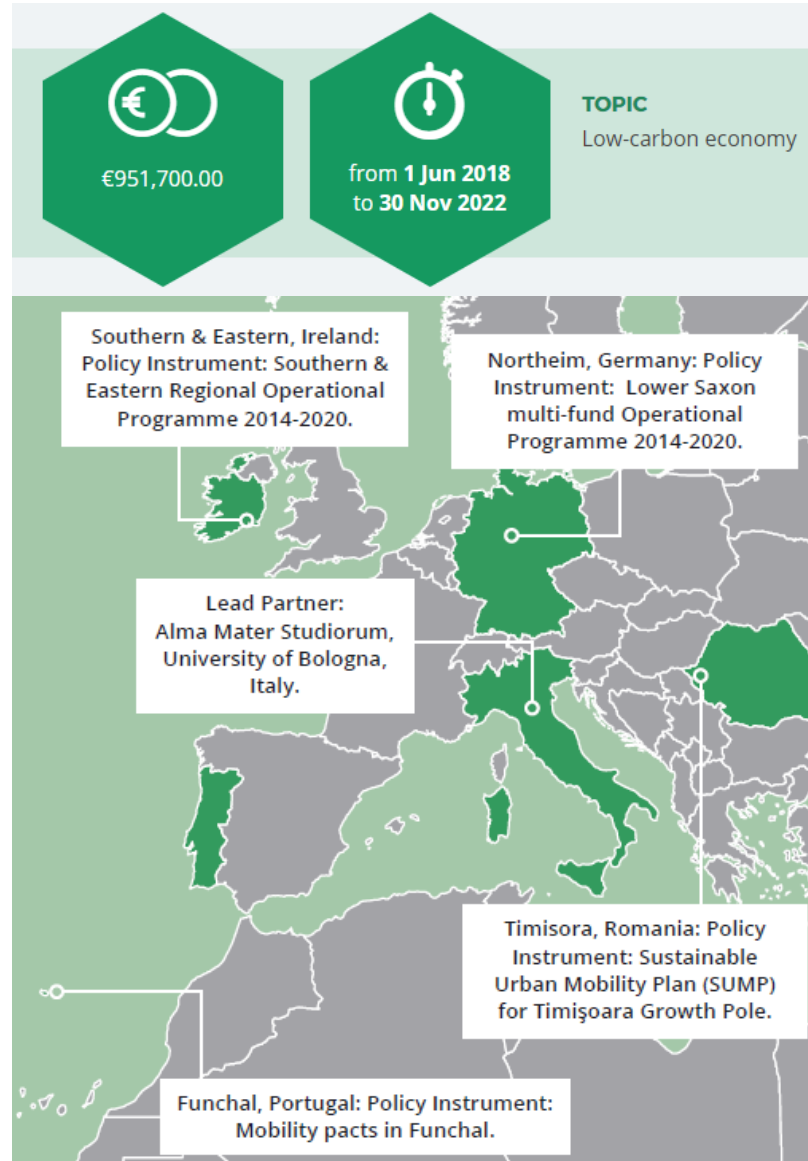 €951,700.00
from 1 Jun 2018
to 30 Nov 2022
TOPIC
Low-carbon economy
Southern & Eastern, Ireland:
Policy Instrument: Southern &
Eastern Regional Operational
Programme 2014-2020.
Northeim, Germany: Policy
Instrument: Lower Saxon
multi-fund Operational
Programme 2014-2020.
Lead Partner:
Alma Mater Studiorum,
University of Bologna,
Italy.
Timisora, Romania: Policy
Instrument: Sustainable
Urban Mobility Plan (SUMP)
for Timişoara Growth Pole.
Funchal, Portugal: Policy Instrument:
Mobility pacts in Funchal.